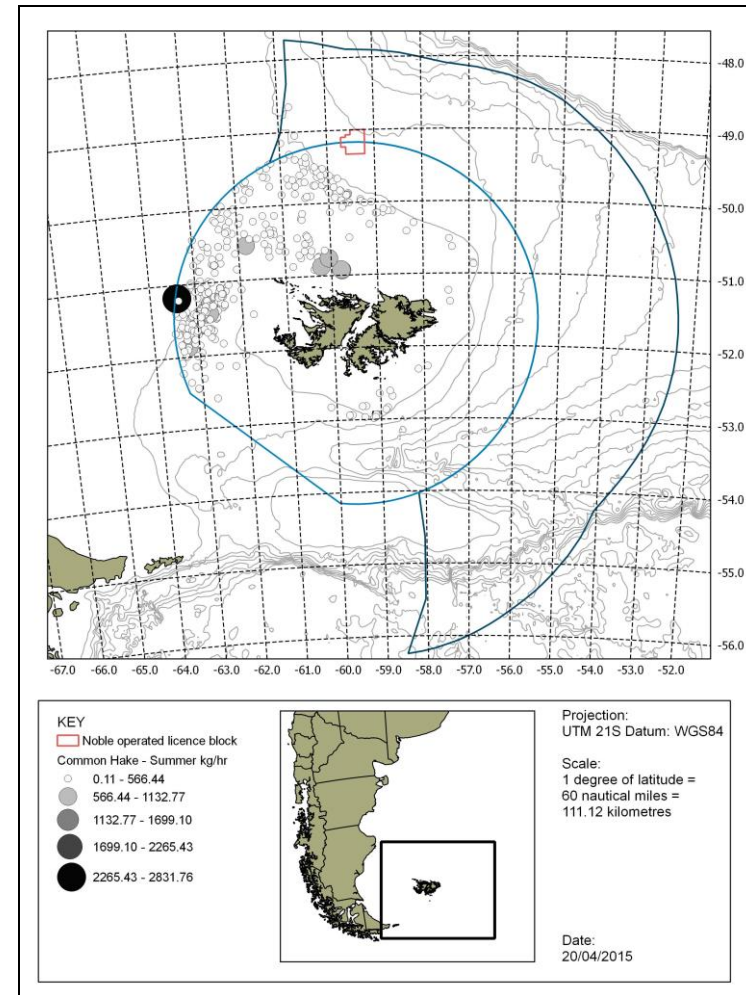 -48.0
-49.0
-50.0
-51.0
-52.0
-53.0
-54.0
-55.0
-56.0
-67.0 -66.0 -65.0 -64.0 -63.0 -62.0 -61.0 -60.0 -59.0 -58.0 -57.0 -56.0 -55.0 -54.0 -53.0 -52.0
KEY
Noble operated licence block
Common Hake - Summer kg/hr
0.11 - 566.44
566.44 - 1132.77
1132.77 - 1699.10
1699.10 - 2265.43
2265.43 - 2831.76
Projection:
UTM 21S Datum: WGS84
Scale:
1 degree of latitude =
60 nautical miles =
111.12 kilometres
Date:
20/04/2015